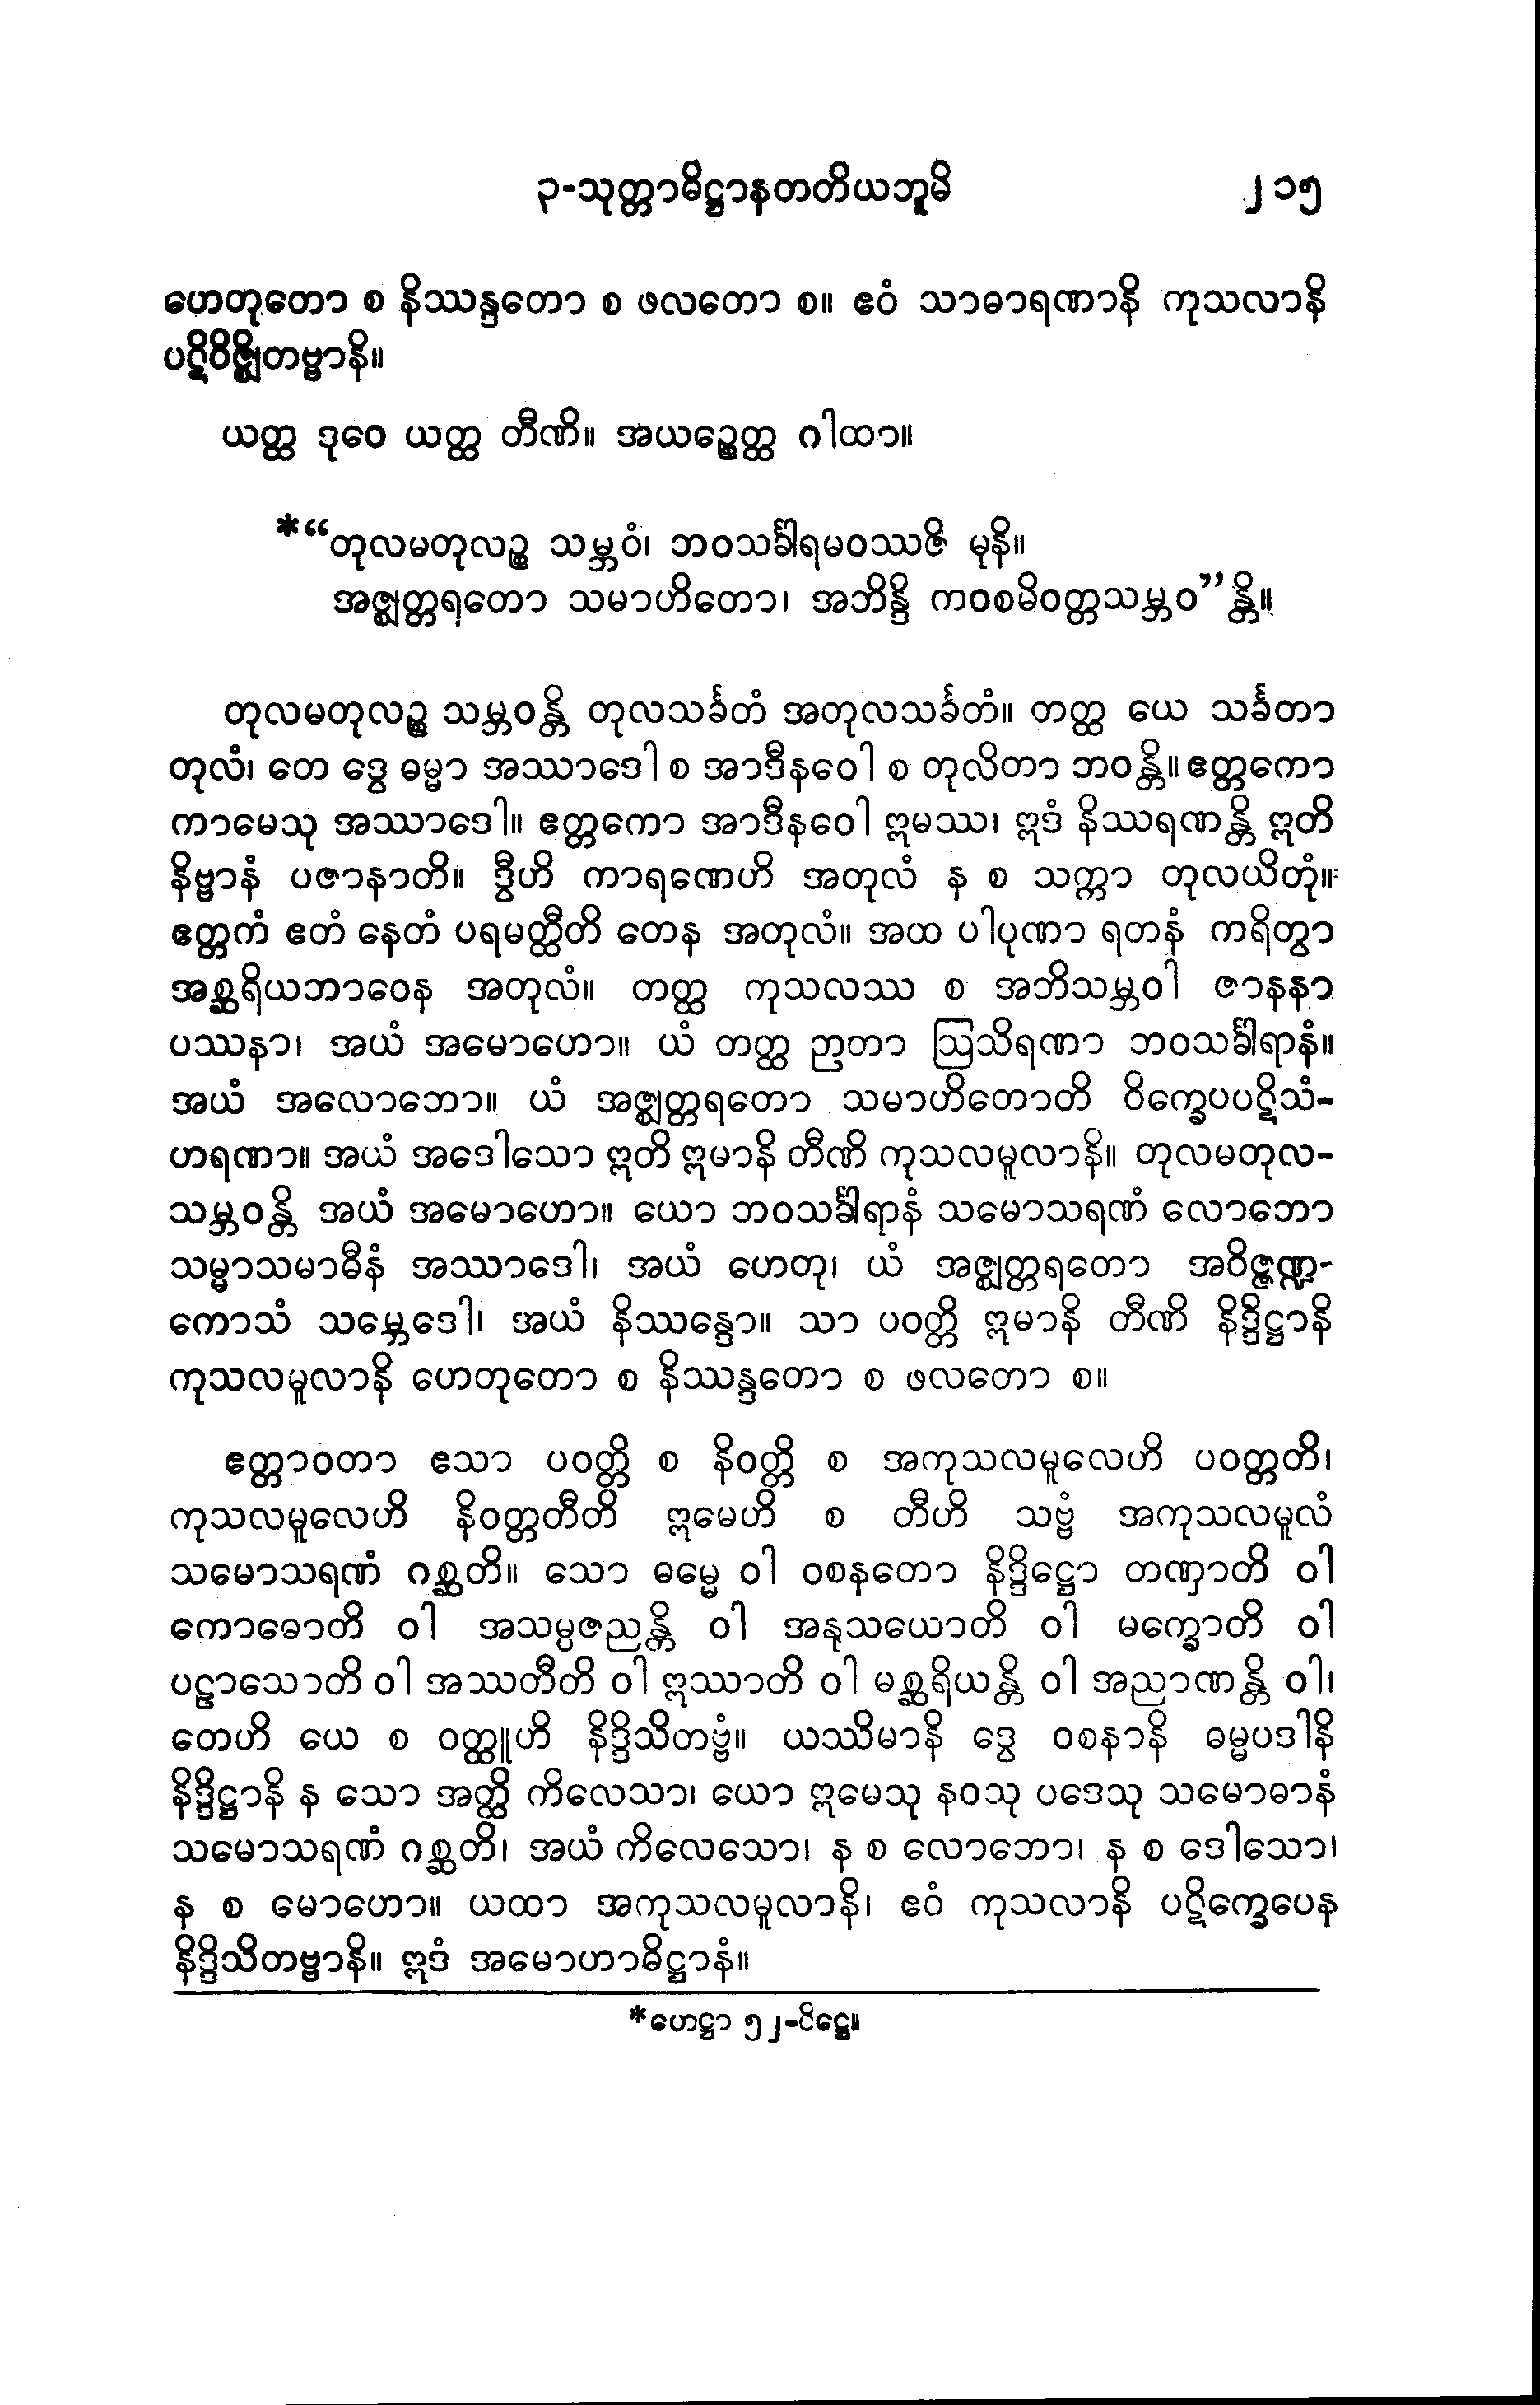 ၃-သုတ္တာဓိဋ္ဌာနတတိယဘူမိ ၂၁၅
ဟေတုတော စ နိဿန္ဒတော စ ဖလတော စ။ ဧဝံ သာဓာရဏာနိ ကုသလာနိ
ပဋိဝိဇ္ဈိတဗ္ဗာနိ။
ယတ္ထ ဒုဝေ ယတ္ထ တီဏိ။ အယဉ္စေတ္ထ ဂါထာ။
*“တုလမတုလဉ္စ သမ္ဘဝံ၊ ဘဝသင်္ခါရမဝဿဇိ မုနိ။
အဇ္ဈတ္တရတော သမာဟိတော၊ အဘိန္ဒိ ကဝစမိဝတ္တသမ္ဘဝ”န္တိ။
တုလမတုလဉ္စ သမ္ဘဝန္တိ တုလသင်္ခတံ အတုလသင်္ခတံ။ တတ္ထ ယေ သင်္ခတာ
တုလံ၊ တေ ဒွေ ဓမ္မာ အဿာဒေါ စ အာဒီနဝေါ စ တုလိတာ ဘဝန္တိ။ ဧတ္တကော
ကာမေသု အဿာဒေါ။ ဧတ္တကော အာဒီနဝေါ ဣမဿ၊ ဣဒံ နိဿရဏန္တိ ဣတိ
နိဗ္ဗာနံ ပဇာနာတိ။ ဒွီဟိ ကာရဏေဟိ အတုလံ န စ သက္ကာ တုလယိတုံ။
ဧတ္တကံ ဧတံ နေတံ ပရမတ္ထီတိ တေန အတုလံ။ အထ ပါပုဏာ ရတနံ ကရိတွာ
အစ္ဆရိယဘာဝေန အတုလံ။ တတ္ထ ကုသလဿ စ အဘိသမ္ဘဝါ ဇာနနာ
ပဿနာ၊ အယံ အမောဟော။ ယံ တတ္ထ ဉာတာ ဩသိရဏာ ဘဝသင်္ခါရာနံ။
အယံ အလောဘော။ ယံ အဇ္ဈတ္တရတော သမာဟိတောတိ ဝိက္ခေပပဋိသံ-
ဟရဏာ။ အယံ အဒေါသော ဣတိ ဣမာနိ တီဏိ ကုသလမူလာနိ။ တုလမတုလ-
သမ္ဘဝန္တိ အယံ အမောဟော။ ယော ဘဝသင်္ခါရာနံ သမောသရဏံ လောဘော
သမ္မာသမာဓီနံ အဿာဒေါ၊ အယံ ဟေတု၊ ယံ အဇ္ဈတ္တရတော အဝိဇ္ဇဏ္ဍ-
ကောသံ သမ္ဘေဒေါ၊ အယံ နိဿန္ဒော။ သာ ပဝတ္တိ ဣမာနိ တီဏိ နိဒ္ဒိဋ္ဌာနိ
ကုသလမူလာနိ ဟေတုတော စ နိဿန္ဒတော စ ဖလတော စ။
ဧတ္တာဝတာ ဧသာ ပဝတ္တိ စ နိဝတ္တိ စ အကုသလမူလေဟိ ပဝတ္တတိ၊
ကုသလမူလေဟိ နိဝတ္တတီတိ ဣမေဟိ စ တီဟိ သဗ္ဗံ အကုသလမူလံ
သမောသရဏံ ဂစ္ဆတိ။ သော ဓမ္မေ ဝါ ဝစနတော နိဒ္ဒိဋ္ဌော တဏှာတိ ဝါ
ကောဓောတိ ဝါ အသမ္ပဇညန္တိ ဝါ အနုသယောတိ ဝါ မက္ခောတိ ဝါ
ပဠာသောတိ ဝါ အဿတီတိ ဝါ ဣဿာတိ ဝါ မစ္ဆရိယန္တိ ဝါ အညာဏန္တိ ဝါ၊
တေဟိ ယေ စ ဝတ္ထူဟိ နိဒ္ဒိသိတဗ္ဗံ။ ယဿိမာနိ ဒွေ ဝစနာနိ ဓမ္မပဒါနိ
နိဒ္ဒိဋ္ဌာနိ န သော အတ္ထိ ကိလေသာ၊ ယော ဣမေသု နဝသု ပဒေသု သမောဓာနံ
သမောသရဏံ ဂစ္ဆတိ၊ အယံ ကိလေသော၊ န စ လောဘော၊ န စ ဒေါသော၊
န စ မောဟော။ ယထာ အကုသလမူလာနိ၊ ဧဝံ ကုသလာနိ ပဋိက္ခေပေန
နိဒ္ဒိသိတဗ္ဗာနိ။ ဣဒံ အမောဟာဓိဋ္ဌာနံ။
*ဟေဋ္ဌာ ၅၂-ပိဋ္ဌေ။